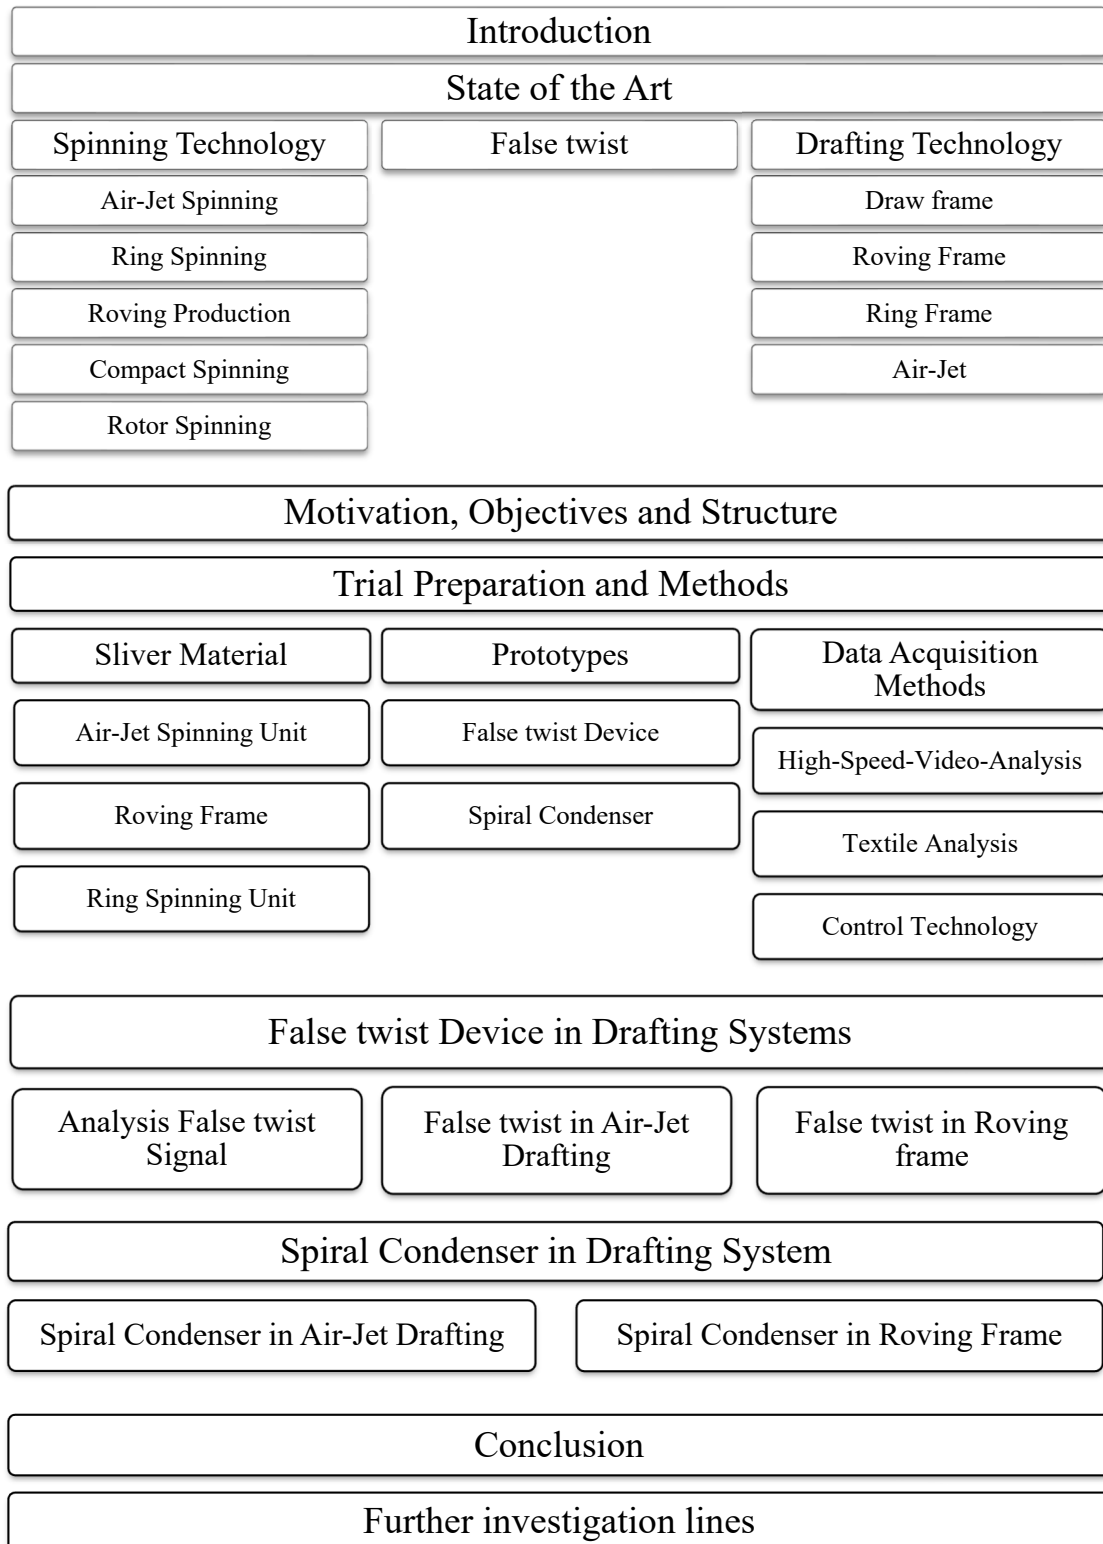 Introduction
State of the Art
Spinning Technology
False twist
Drafting Technology
Air-Jet Spinning
Draw frame
Ring Spinning
Roving Frame
Roving Production
Ring Frame
Compact Spinning
Air-Jet
Rotor Spinning
Motivation, Objectives and Structure
Trial Preparation and Methods
Sliver Material
Prototypes
Data Acquisition
Methods
Air-Jet Spinning Unit
False twist Device
High-Speed-Video-Analysis
Roving Frame
Spiral Condenser
Textile Analysis
Ring Spinning Unit
Control Technology
False twist Device in Drafting Systems
Analysis False twist
Signal
False twist in Air-Jet
Drafting
False twist in Roving
frame
Spiral Condenser in Drafting System
Spiral Condenser in Air-Jet Drafting
Spiral Condenser in Roving Frame
Conclusion
Further investigation lines